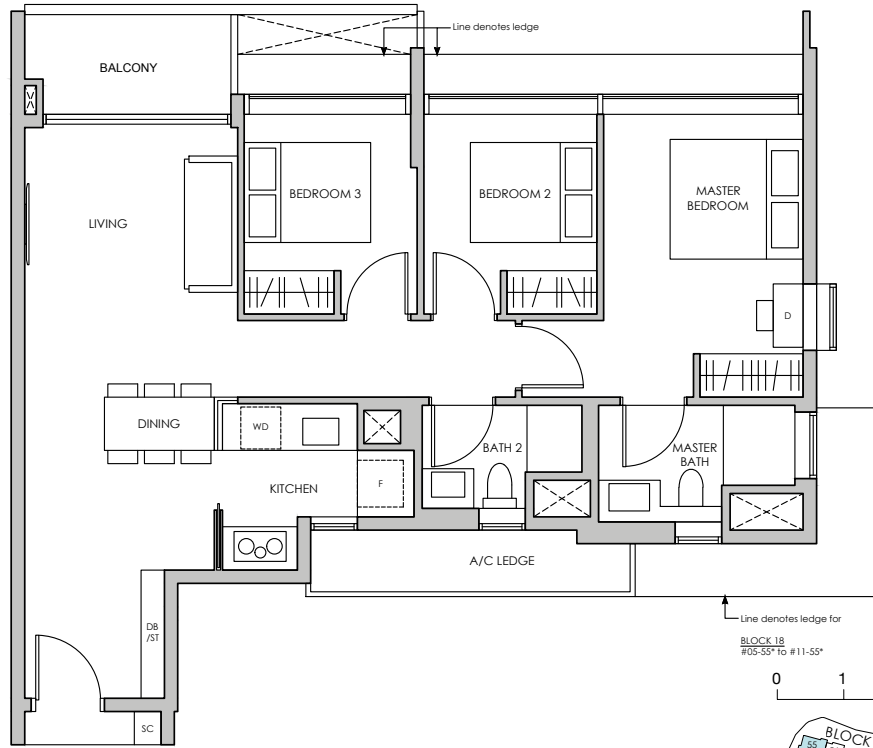 Line denotes ledge
BALCONY
BEDROOM 3
BEDROOM 2
MASTER
BEDROOM
LIVING
D
DINING
WD
BATH 2
MASTER
BATH
KITCHEN
F
A/C LEDGE
DB
/ST
Line denotes ledge for
BLOCK 18
#05-55* to #11-55*
0 1
SC
BLOCK
55